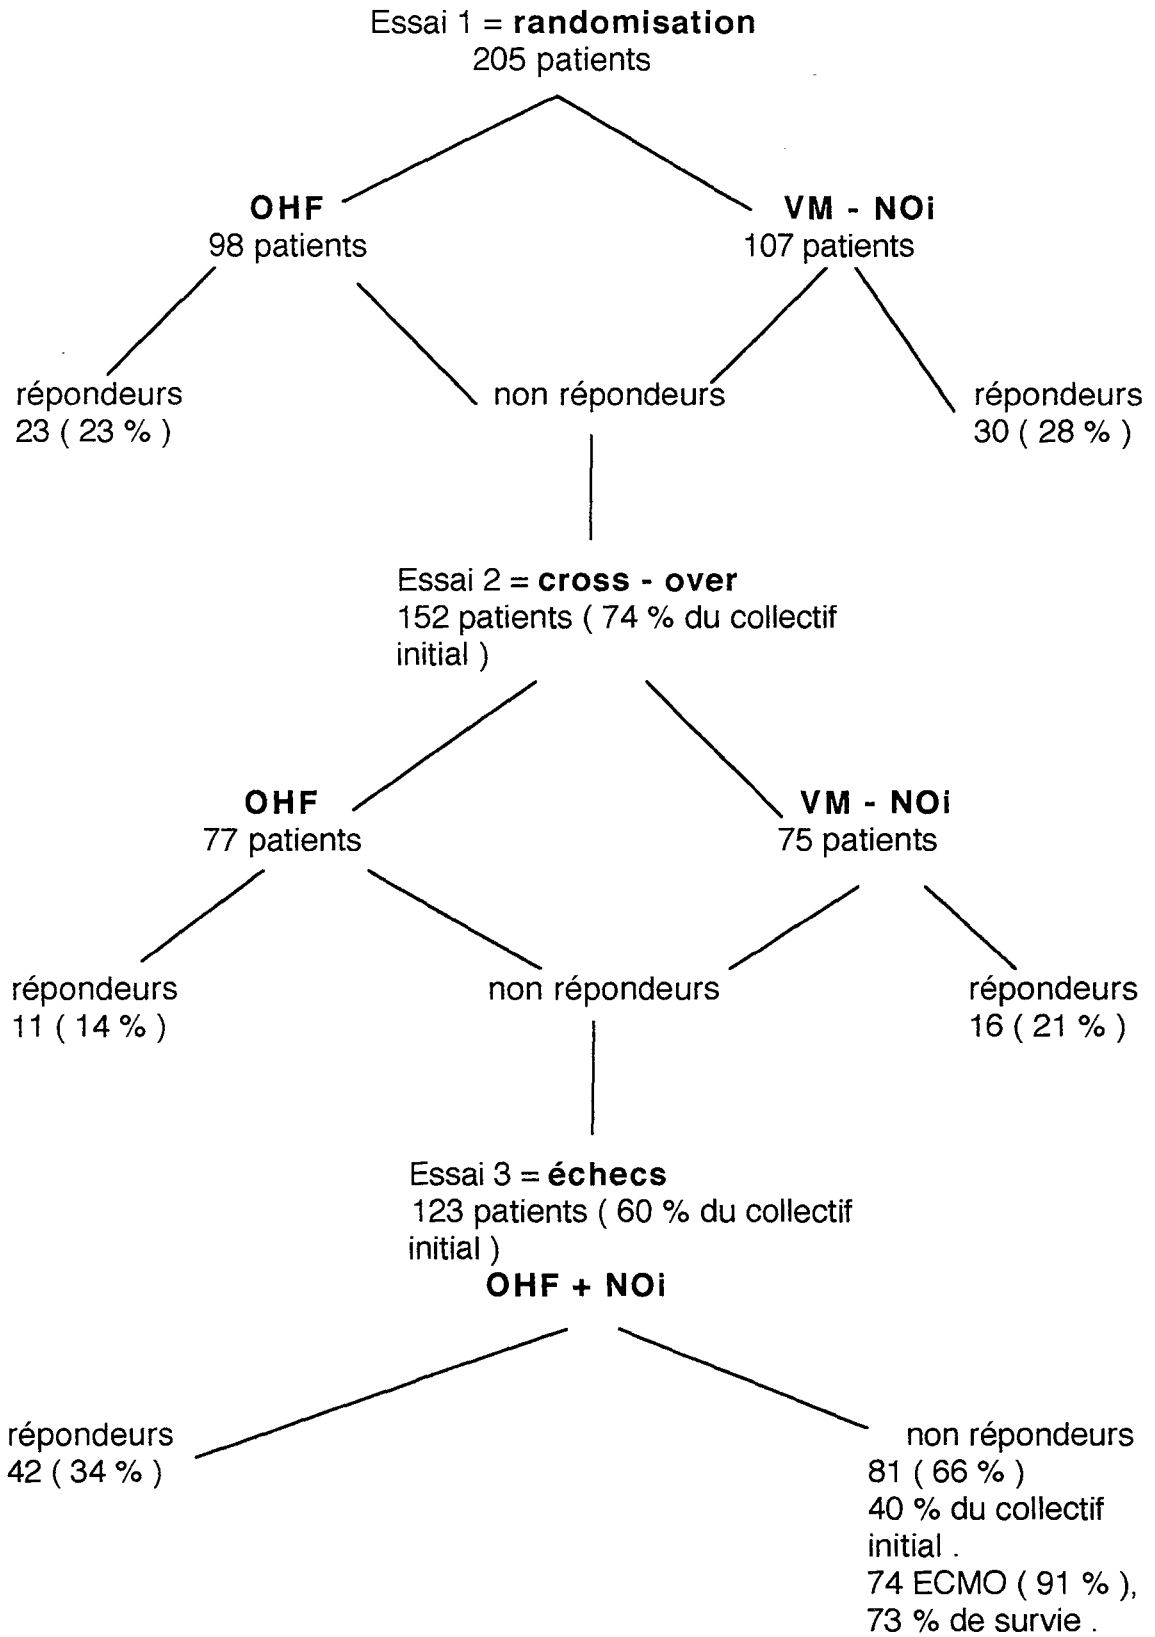 Essai 1 = randomisation
205 patients
OHF
98 patients
VM - NOi
107 patients
répondeurs
23 ( 23 % )
non répondeurs
répondeurs
30 ( 28 % )
Essai 2 = cross - over
152 patients ( 74 % du collectif
initial )
OHF
77 patients
VM - NOi
75 patients
répondeurs
11 ( 14 % )
non répondeurs
répondeurs
16 ( 21 % )
Essai 3 = échecs
123 patients ( 60 % du collectif
initial )
OHF + NOi
répondeurs
42 ( 34 % )
non répondeurs
81 ( 66 % )
40 % du collectif
initial .
74 ECMO ( 91 % ),
73 % de survie .